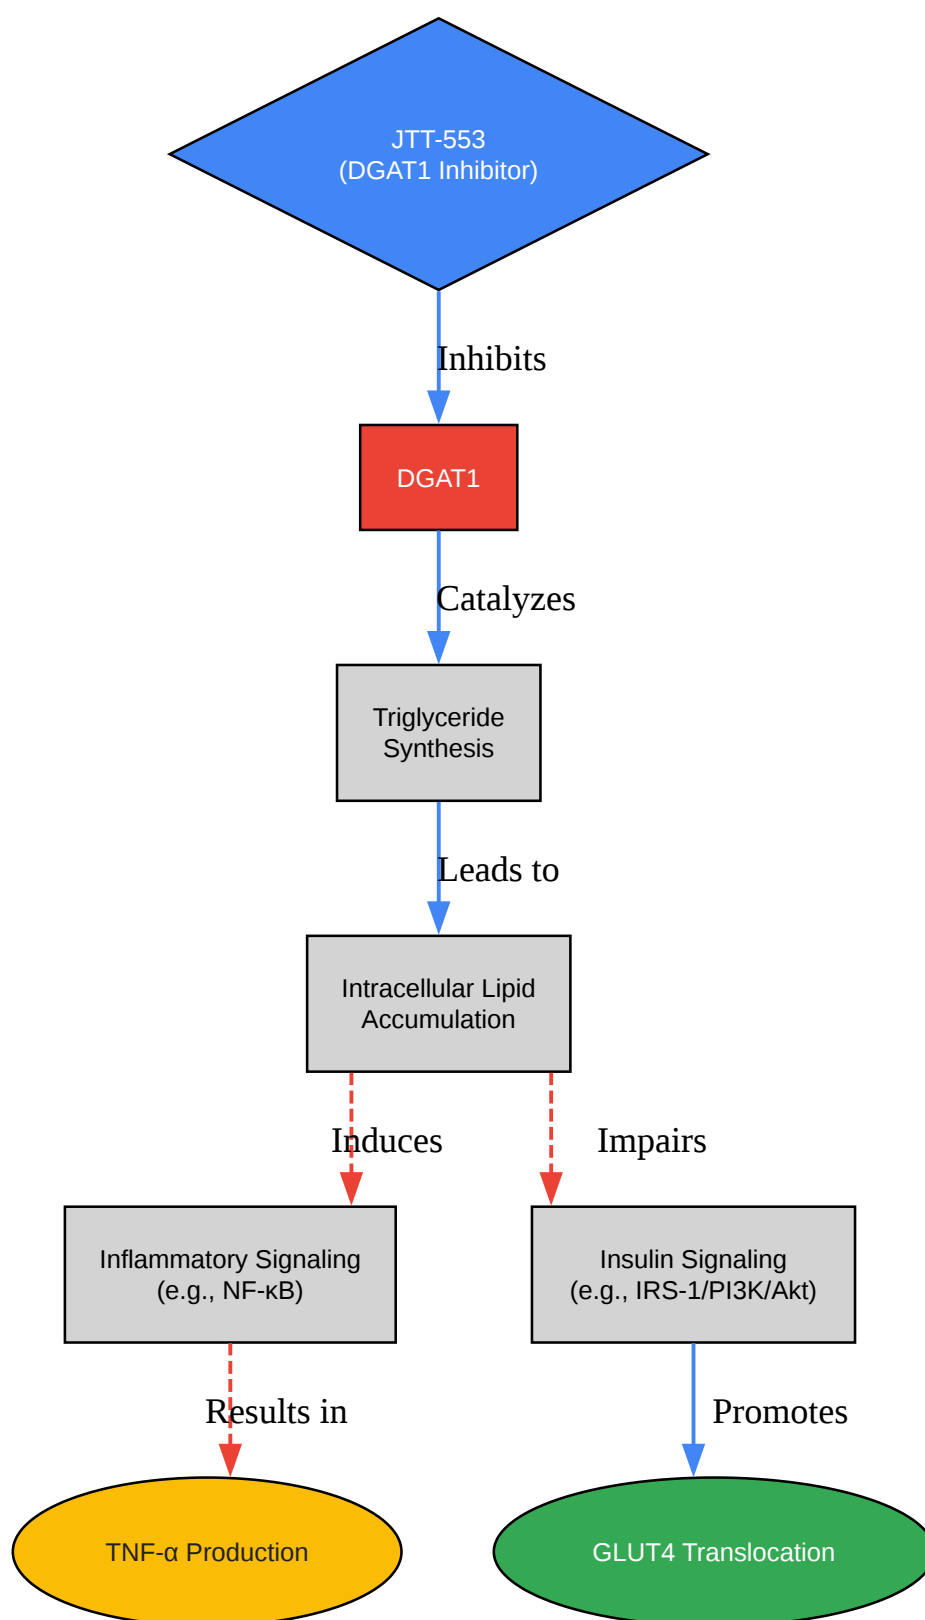 JTT-553
(DGAT1 Inhibitor)
Inhibits
DGAT1
Catalyzes
Triglyceride
Synthesis
Leads to
Intracellular Lipid
Accumulation
Induces
Impairs
Inflammatory Signaling
(e.g., NF-κB)
Insulin Signaling
(e.g., IRS-1/PI3K/Akt)
Results in
Promotes
TNF-α Production
GLUT4 Translocation